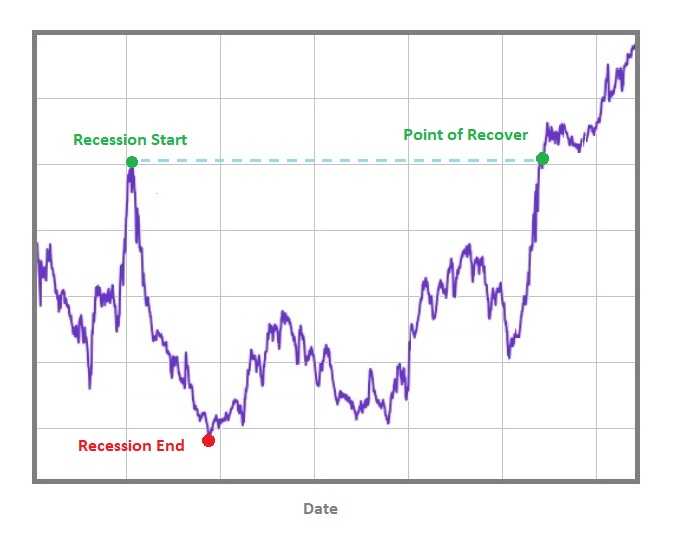 Recession Start
Point of Recover
Recession End
Date